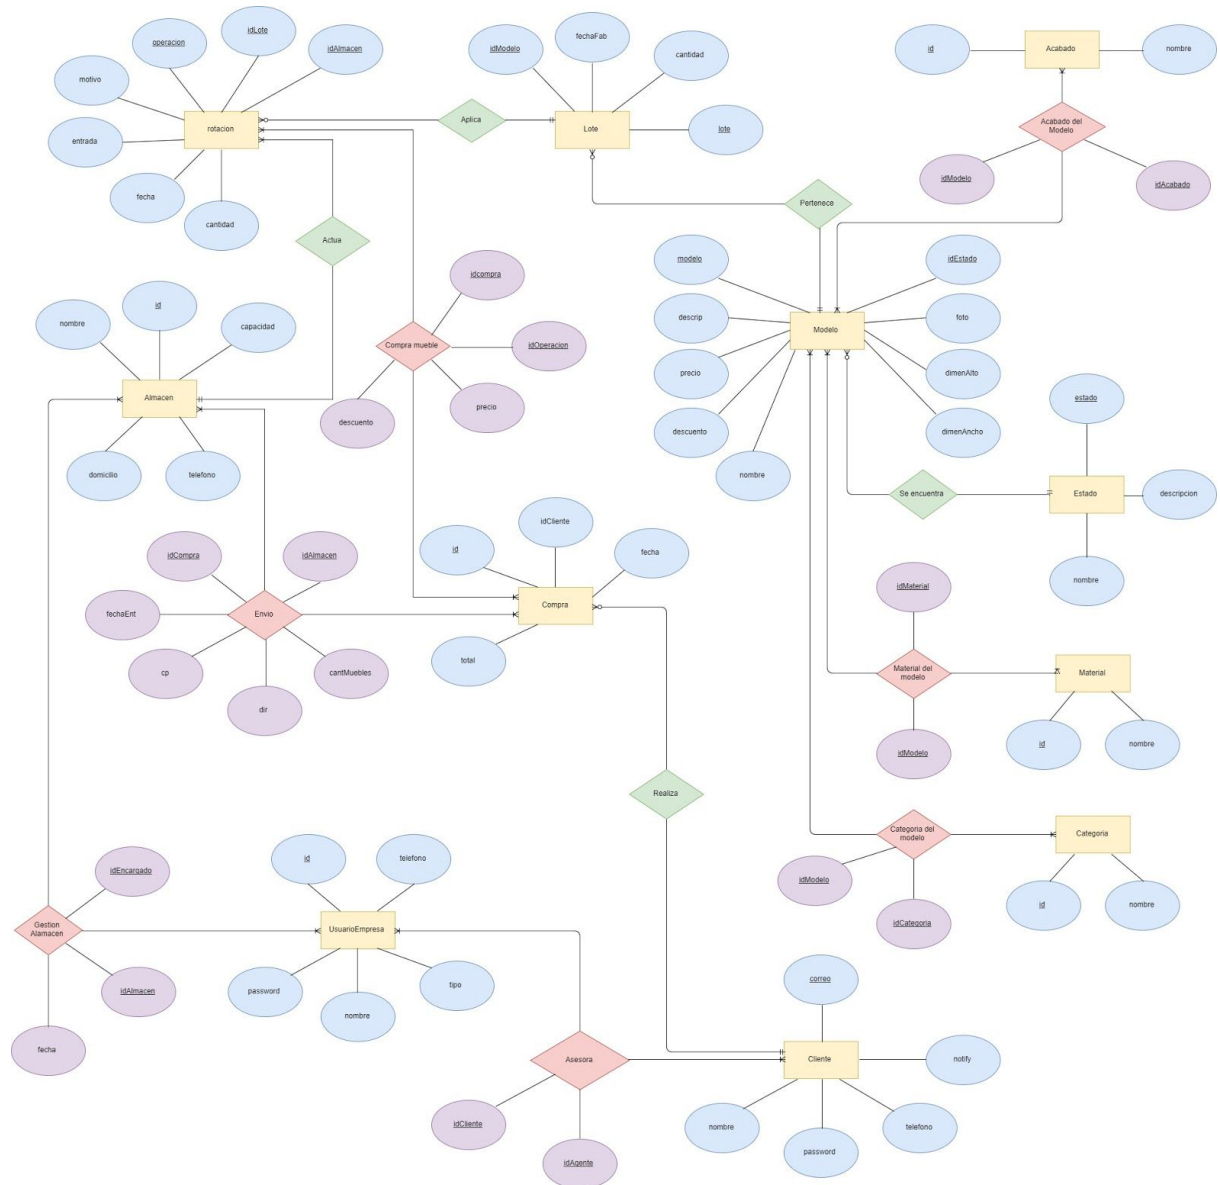 operacion
idLote
idAlmacen
motivo
entrada
fecha
cantidad
rotacion
Aplica
idModelo
fechaFab
cantidad
lote
Lote
id
Acabado
nombre
Acabado del
Modelo
idModelo
idAcabado
Pertenece
Actua
modelo
descrip
precio
descuento
nombre
Modelo
idEstado
foto
dimenAlto
dimenAncho
nombre
id
capacidad
Almacen
domicilio
telefono
idcompra
Compra mueble
idOperacion
descuento
precio
Se encuentra
estado
Estado
descripcion
nombre
idCompra
idAlmacen
fechaEnt
Envio
cp
dir
cantMuebles
id
idCliente
fecha
Compra
total
idMaterial
Material del
modelo
idModelo
Material
id
nombre
Realiza
Categoria del
modelo
idModelo
idCategoria
Categoria
id
nombre
idEncargado
Gestion
Alamacen
idAlmacen
fecha
id
telefono
UsuarioEmpresa
password
nombre
tipo
Asesora
idCliente
idAgente
correo
Cliente
notify
nombre
password
telefono